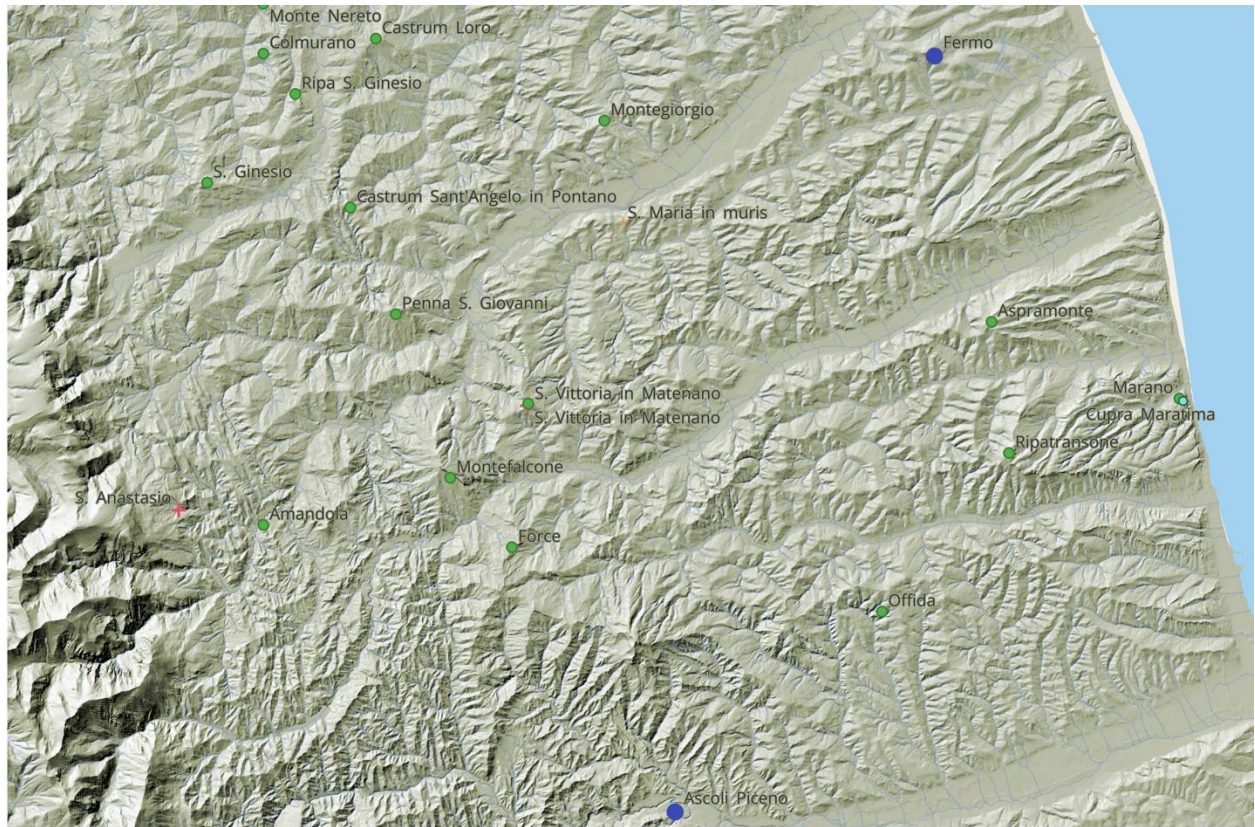 Monte Nereto
Castrum Loro
Colmurano
Fermo
Ripa S. Ginesio
Montegiorgio
S. Ginesio
Castrum Sant'Angelo in Pontano
S. Maria in muris
Penna S. Giovanni
Aspramonte
S. Vittoria in Matenano
Marano
S. Vittoria in Matenano
Cupra Maratima
Ripatransone
Montefalcone
S. Anastasio
Amandola
Force
Offida
Ascoli Piceno